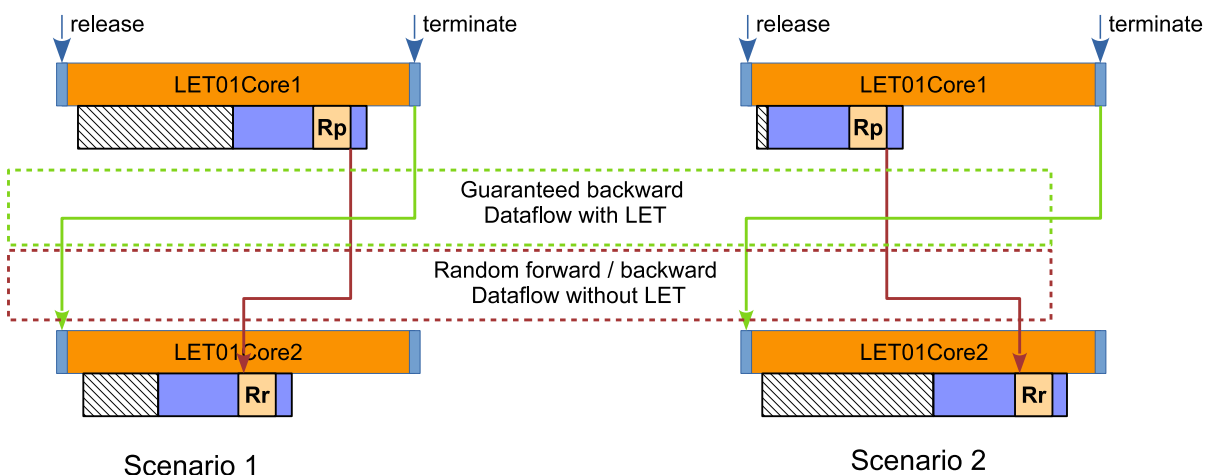 release
terminate
release
terminate
LET01Core1
LET01Core1
Rp
Rp
Guaranteed backward
Dataflow with LET
Random forward / backward
Dataflow without LET
LET01Core2
LET01Core2
Rr
Rr
Scenario 1
Scenario 2